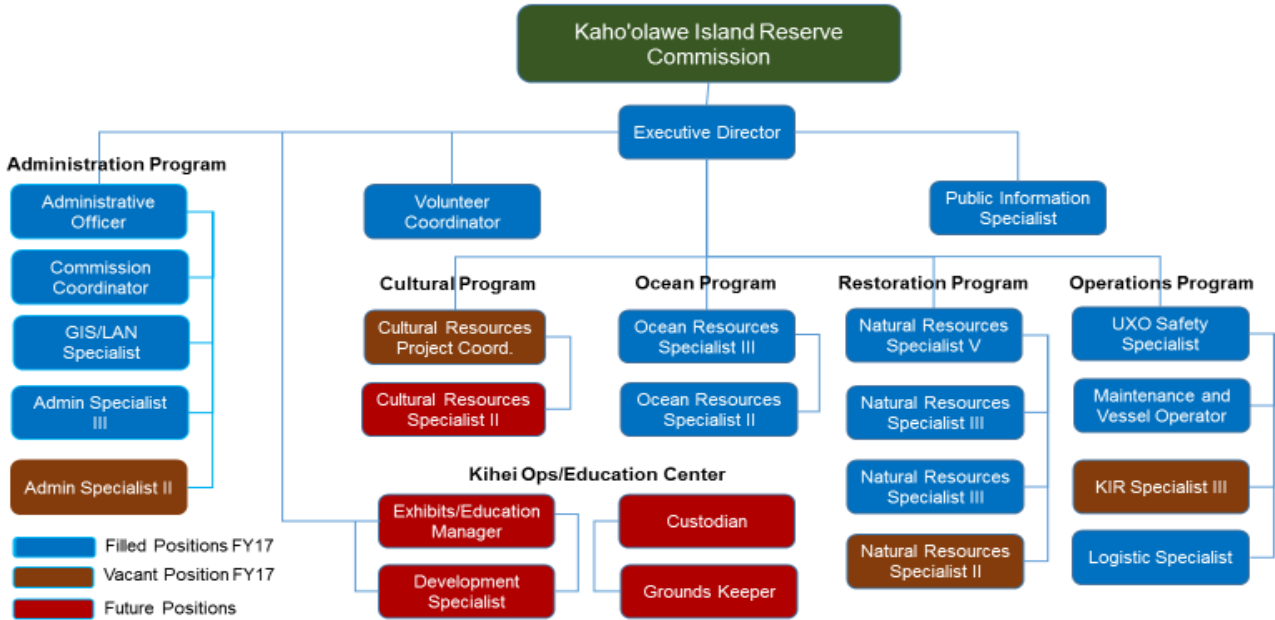 Kaho'olawe Island Reserve
Commission
Executive Director
Administration Program
Administrative
Officer
Commission
Coordinator
GIS/LAN
Specialist
Admin Specialist
III
Admin Specialist II
Volunteer
Coordinator
Public Information
Specialist
Cultural Program
Cultural Resources
Project Coord.
Cultural Resources
Specialist II
Ocean Program
Ocean Resources
Specialist III
Ocean Resources
Specialist II
Restoration Program
Natural Resources
Specialist V
Natural Resources
Specialist III
Natural Resources
Specialist III
Natural Resources
Specialist II
Operations Program
UXO Safety
Specialist
Maintenance and
Vessel Operator
KIR Specialist III
Logistic Specialist
Kihei Ops/Education Center
Exhibits/Education
Manager
Development
Specialist
Custodian
Grounds Keeper
Filled Positions FY17
Vacant Position FY17
Future Positions